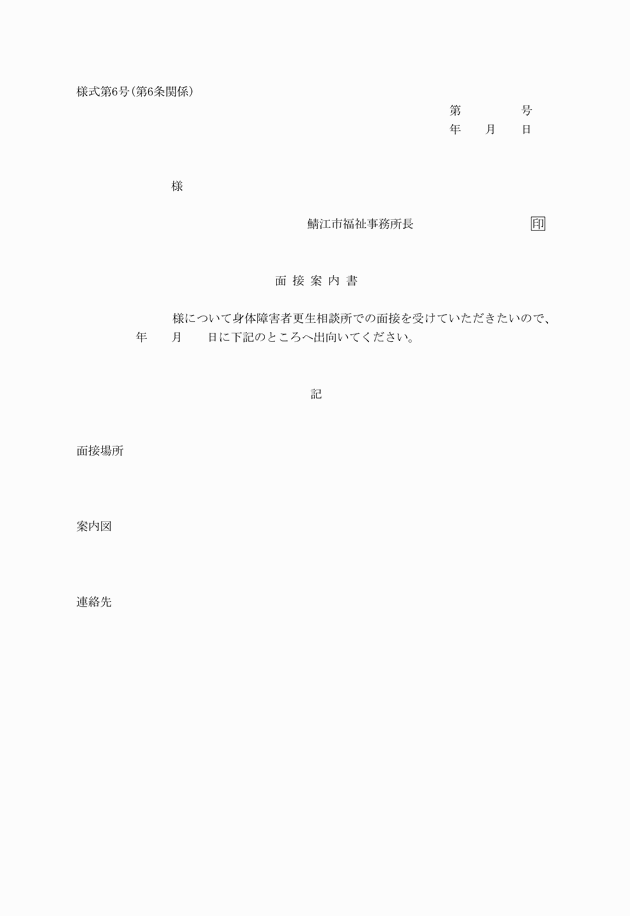 様式第6号(第6条関係)
第　　　　　号
年　　月　　日
様
鯖江市福祉事務所長　　　　　　　　　　印
面 接 案 内 書
様について身体障害者更生相談所での面接を受けていただきたいので、
年　　月　　日に下記のところへ出向いてください。
記
面接場所
案内図
連絡先